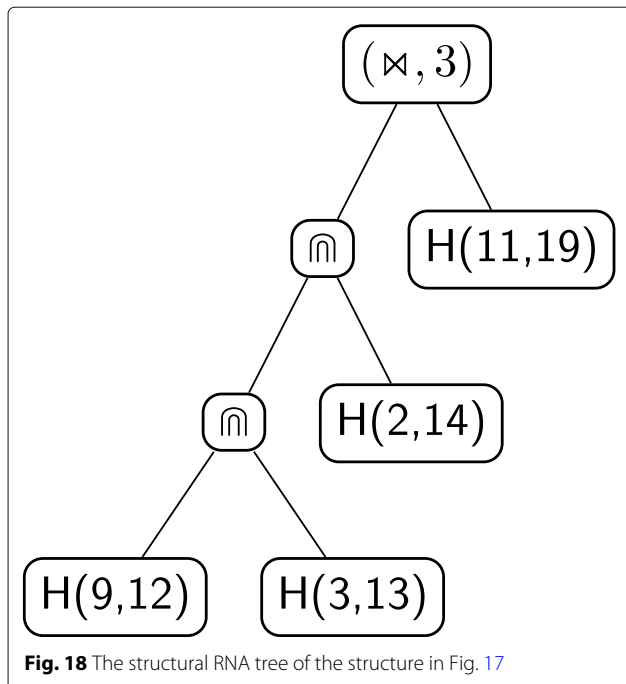 (⋈, 3)
⋒
H(11,19)
⋒
H(2,14)
H(9,12)
H(3,13)
Fig. 18 The structural RNA tree of the structure in Fig. 17